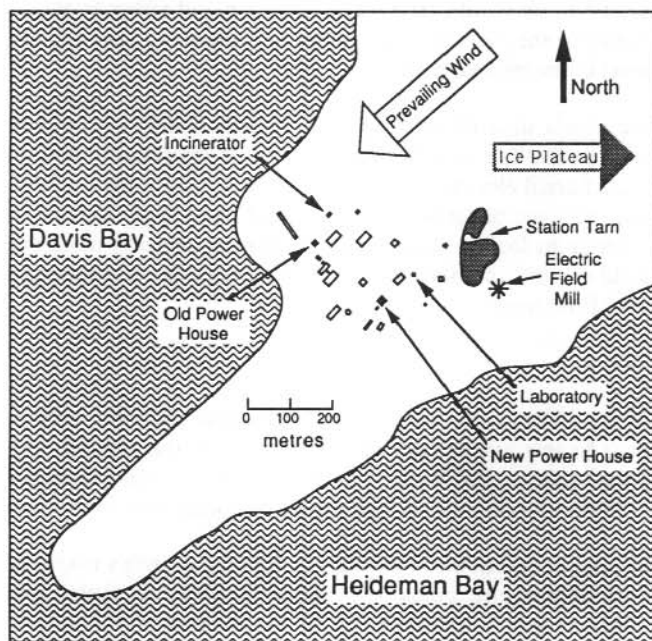 Prevailing Wind
North
Incinerator
Ice Plateau
Davis Bay
Station Tarn
Electric
Field
Mill
Old Power
House
Laboratory
0 100 200
metres
New Power House
Heideman Bay